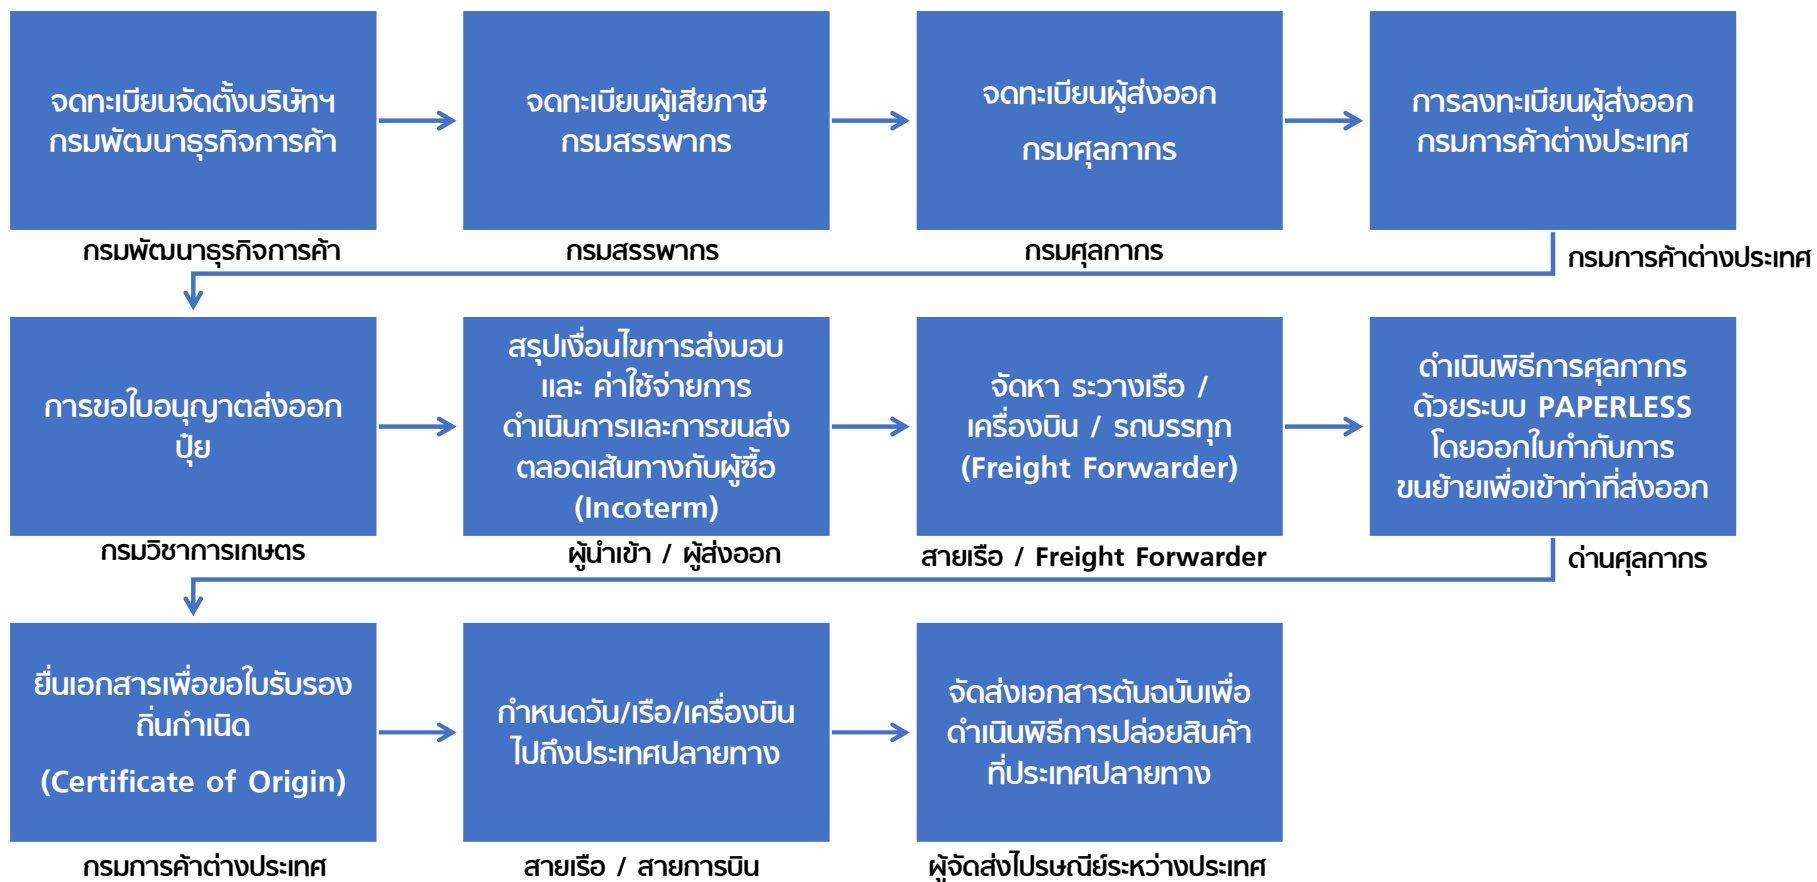 จดทะเบียนจัดตั้งบริษัทฯ
กรมพัฒนาธุรกิจการค้า
กรมพัฒนาธุรกิจการค้า
จดทะเบียนผู้เสียภาษี
กรมสรรพากร
กรมสรรพากร
จดทะเบียนผู้ส่งออก
กรมศุลกากร
กรมศุลกากร
การลงทะเบียนผู้ส่งออก
กรมการค้าต่างประเทศ
กรมการค้าต่างประเทศ
การขอใบอนุญาตส่งออก
ปุ๋ย
กรมวิชาการเกษตร
สรุปเงื่อนไขการส่งมอบ
และ ค่าใช้จ่ายการ
ดำเนินการและการขนส่ง
ตลอดเส้นทางกับผู้ซื้อ
(Incoterm)
ผู้นำเข้า / ผู้ส่งออก
จัดหา ระวางเรือ /
เครื่องบิน / รถบรรทุก
(Freight Forwarder)
สายเรือ / Freight Forwarder
ดำเนินพิธีการศุลกากร
ด้วยระบบ PAPERLESS
โดยออกใบกำกับการ
ขนย้ายเพื่อเข้าท่าที่ส่งออก
ด่านศุลกากร
ยื่นเอกสารเพื่อขอใบรับรอง
ถิ่นกำเนิด
(Certificate of Origin)
กรมการค้าต่างประเทศ
กำหนดวัน/เรือ/เครื่องบิน
ไปถึงประเทศปลายทาง
สายเรือ / สายการบิน
จัดส่งเอกสารต้นฉบับเพื่อ
ดำเนินพิธีการปล่อยสินค้า
ที่ประเทศปลายทาง
ผู้จัดส่งไปรษณีย์ระหว่างประเทศ